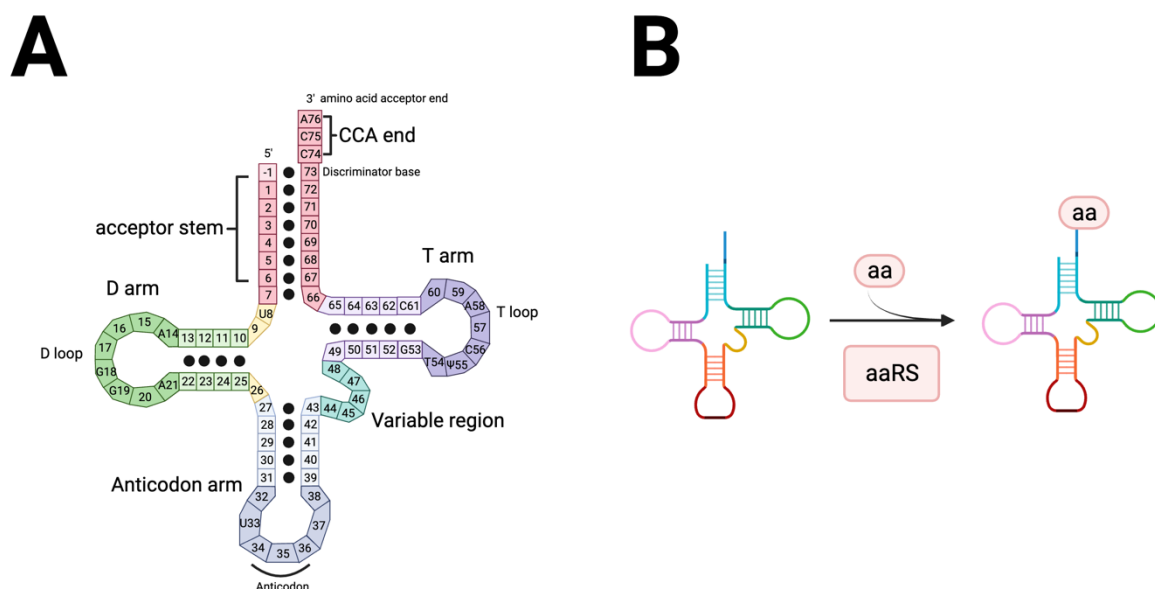 A
B
3' amino acid acceptor end
A76
C75
CCA end
C74
5'
-1
73
Discriminator base
1
72
2
71
3
70
acceptor stem
4
69
5
68
6
67
7
66
T arm
D arm
U8
9
65 64 63 62 C61
60 59 A58 57 C56 Ψ55 T54
T loop
49 50 51 52 G53
16 15 A14 13 12 11 10
D loop
17
G18
G19 20 A21 22 23 24 25
26
48
47
46
45
44
Variable region
27
43
28
42
29
41
30
40
31
39
Anticodon arm
32
38
U33
37
34 35 36
Anticodon
aa
aaRS
aa